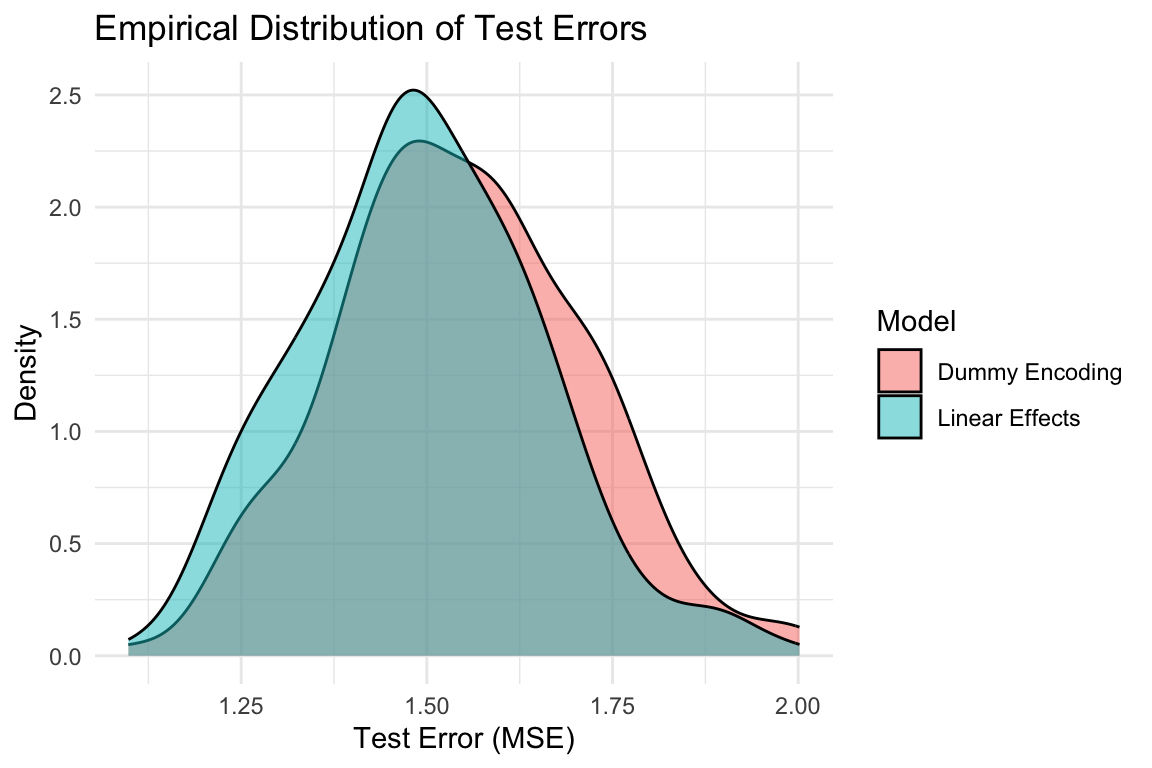 Empirical Distribution of Test Errors
2.5
2.0
1.5
1.0
0.5
0.0
Density
1.25 1.50 1.75 2.00
Test Error (MSE)
Model
Dummy Encoding
Linear Effects